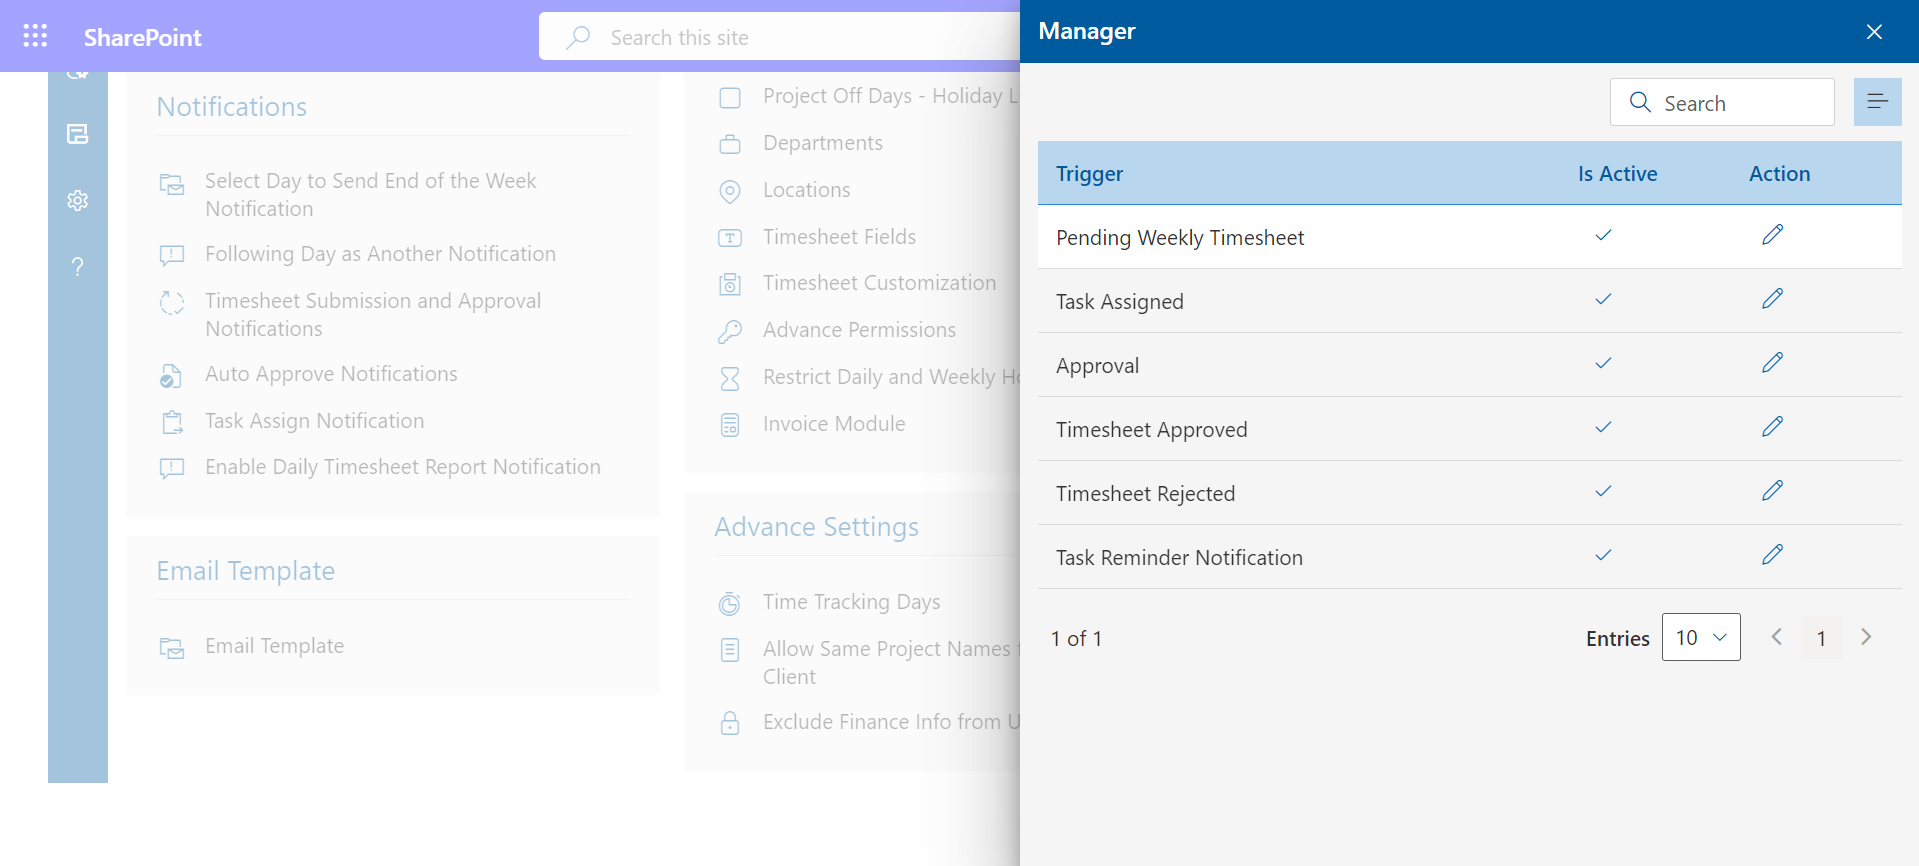 SharePoint
Search this site
Notifications
Select Day to Send End of the Week
Notification
Following Day as Another Notification
Timesheet Submission and Approval
Notifications
Auto Approve Notifications
Task Assign Notification
Enable Daily Timesheet Report Notification
Email Template
Email Template
Project Off Days - Holiday
Departments
Locations
Timesheet Fields
Timesheet Customization
Advance Permissions
Restrict Daily and Weekly
Invoice Module
Advance Settings
Time Tracking Days
Allow Same Project Names
Client
Exclude Finance Info from
Manager
Search
Trigger Is Active Action
Pending Weekly Timesheet
Task Assigned
Approval
Timesheet Approved
Timesheet Rejected
Task Reminder Notification
1 of 1 Entries 10 1